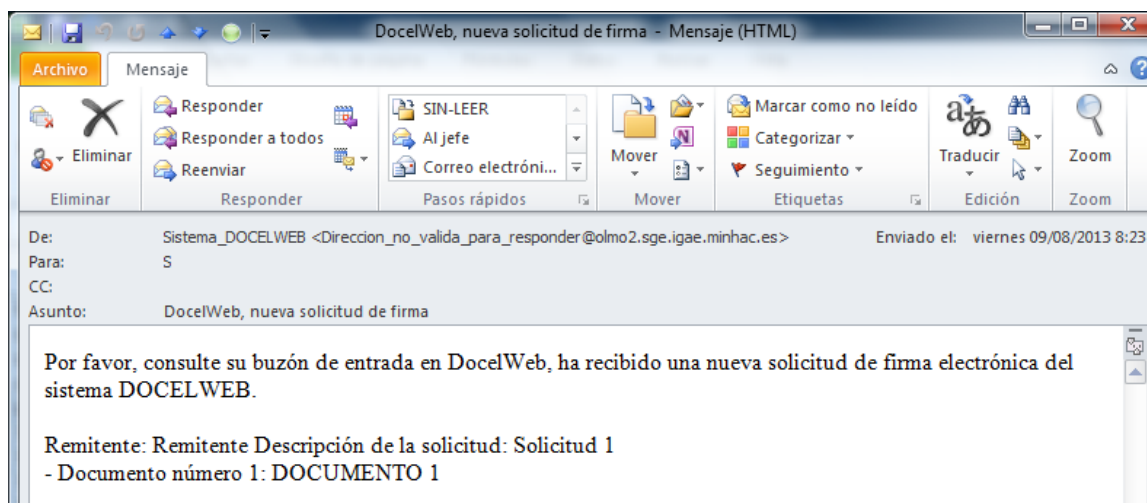 DocelWeb, nueva solicitud de firma - Mensaje (HTML)
Archivo Mensaje
Eliminar
Responder
Responder a todos
Reenviar
SIN-LEER
Al jefe
Correo electróni...
Mover
Marcar como no leído
Categorizar
Seguimiento
Traducir
Zoom
Eliminar Responder Pasos rápidos Mover Etiquetas Edición Zoom
De: Sistema_DOCELWEB <Direccion_no_valida_para_responder@olmo2.sge.igae.minhac.es> Enviado el: viernes 09/08/2013 8:23
Para: S
CC:
Asunto: DocelWeb, nueva solicitud de firma
Por favor, consulte su buzón de entrada en DocelWeb, ha recibido una nueva solicitud de firma electrónica del
sistema DOCELWEB.
Remitente: Remitente Descripción de la solicitud: Solicitud 1
- Documento número 1: DOCUMENTO 1